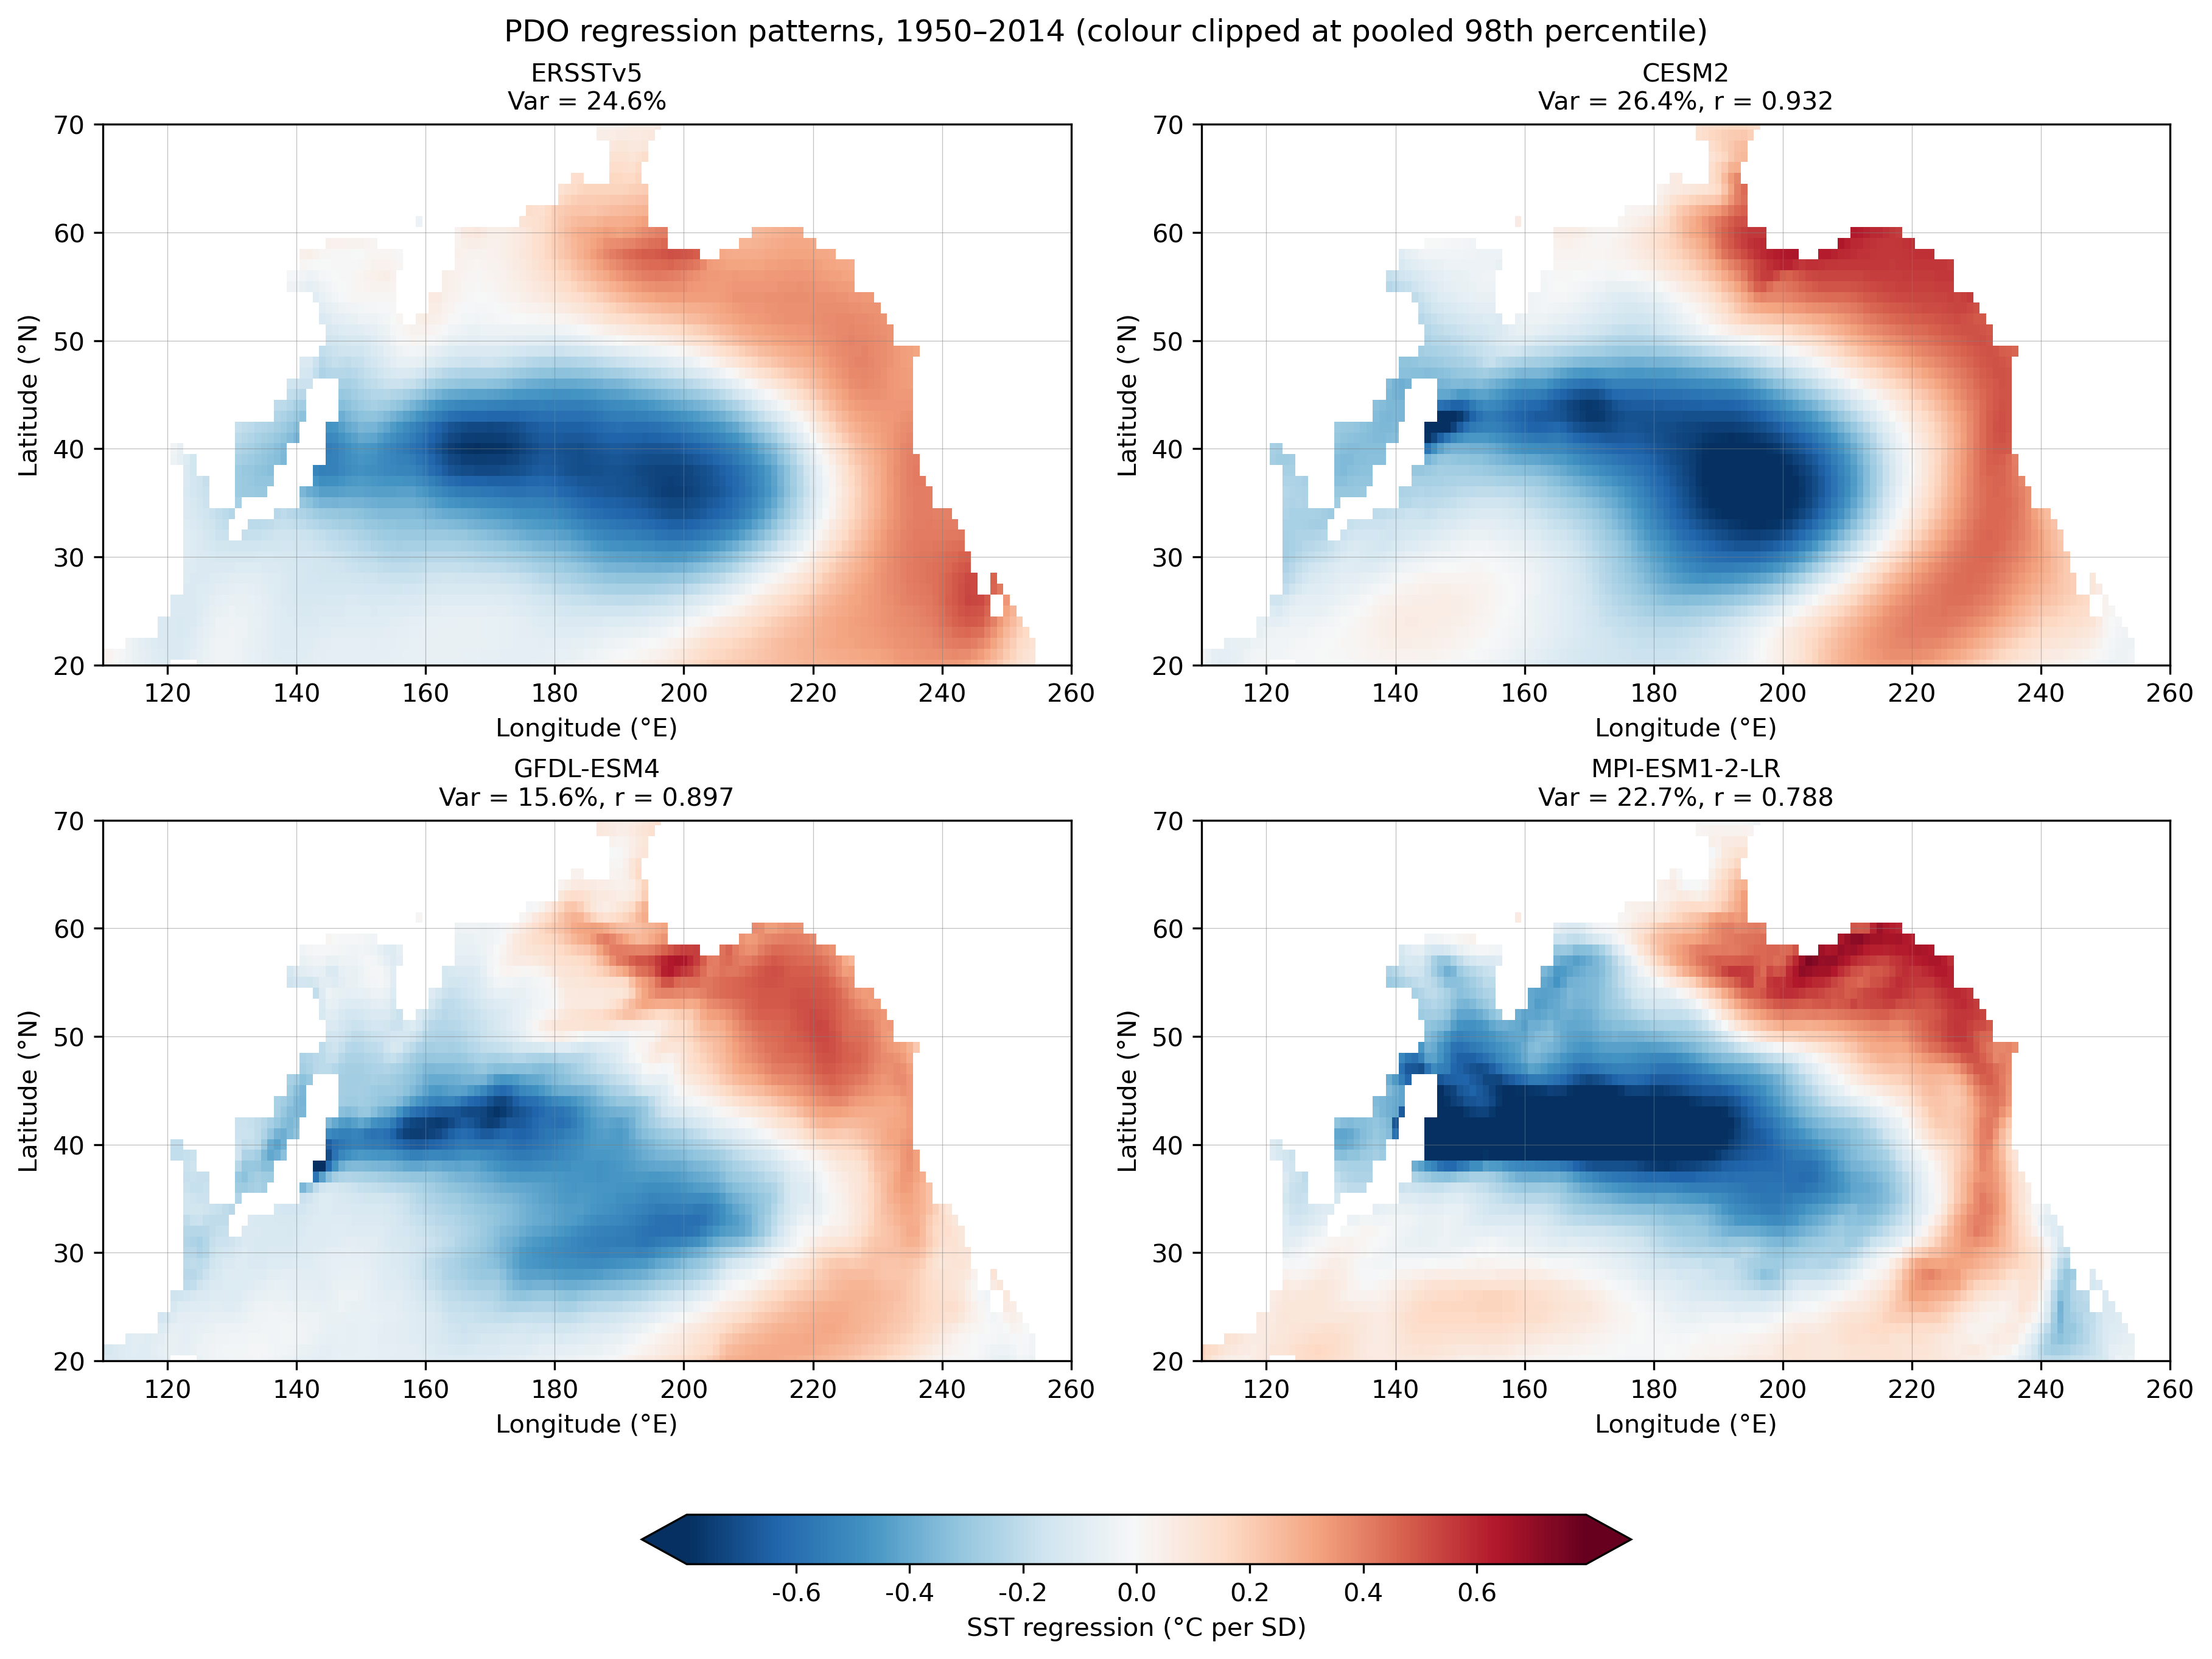 PDO regression patterns, 1950–2014 (colour clipped at pooled 98th percentile)
ERSSTv5
Var = 24.6%
70
60
50
40
30
20
Latitude (°N)
120 140 160 180 200 220 240 260
Longitude (°E)
CESM2
Var = 26.4%, r = 0.932
70
60
50
40
30
20
Latitude (°N)
120 140 160 180 200 220 240 260
Longitude (°E)
GFDL-ESM4
Var = 15.6%, r = 0.897
70
60
50
40
30
20
Latitude (°N)
120 140 160 180 200 220 240 260
Longitude (°E)
MPI-ESM1-2-LR
Var = 22.7%, r = 0.788
70
60
50
40
30
20
Latitude (°N)
120 140 160 180 200 220 240 260
Longitude (°E)
-0.6 -0.4 -0.2 0.0 0.2 0.4 0.6
SST regression (°C per SD)